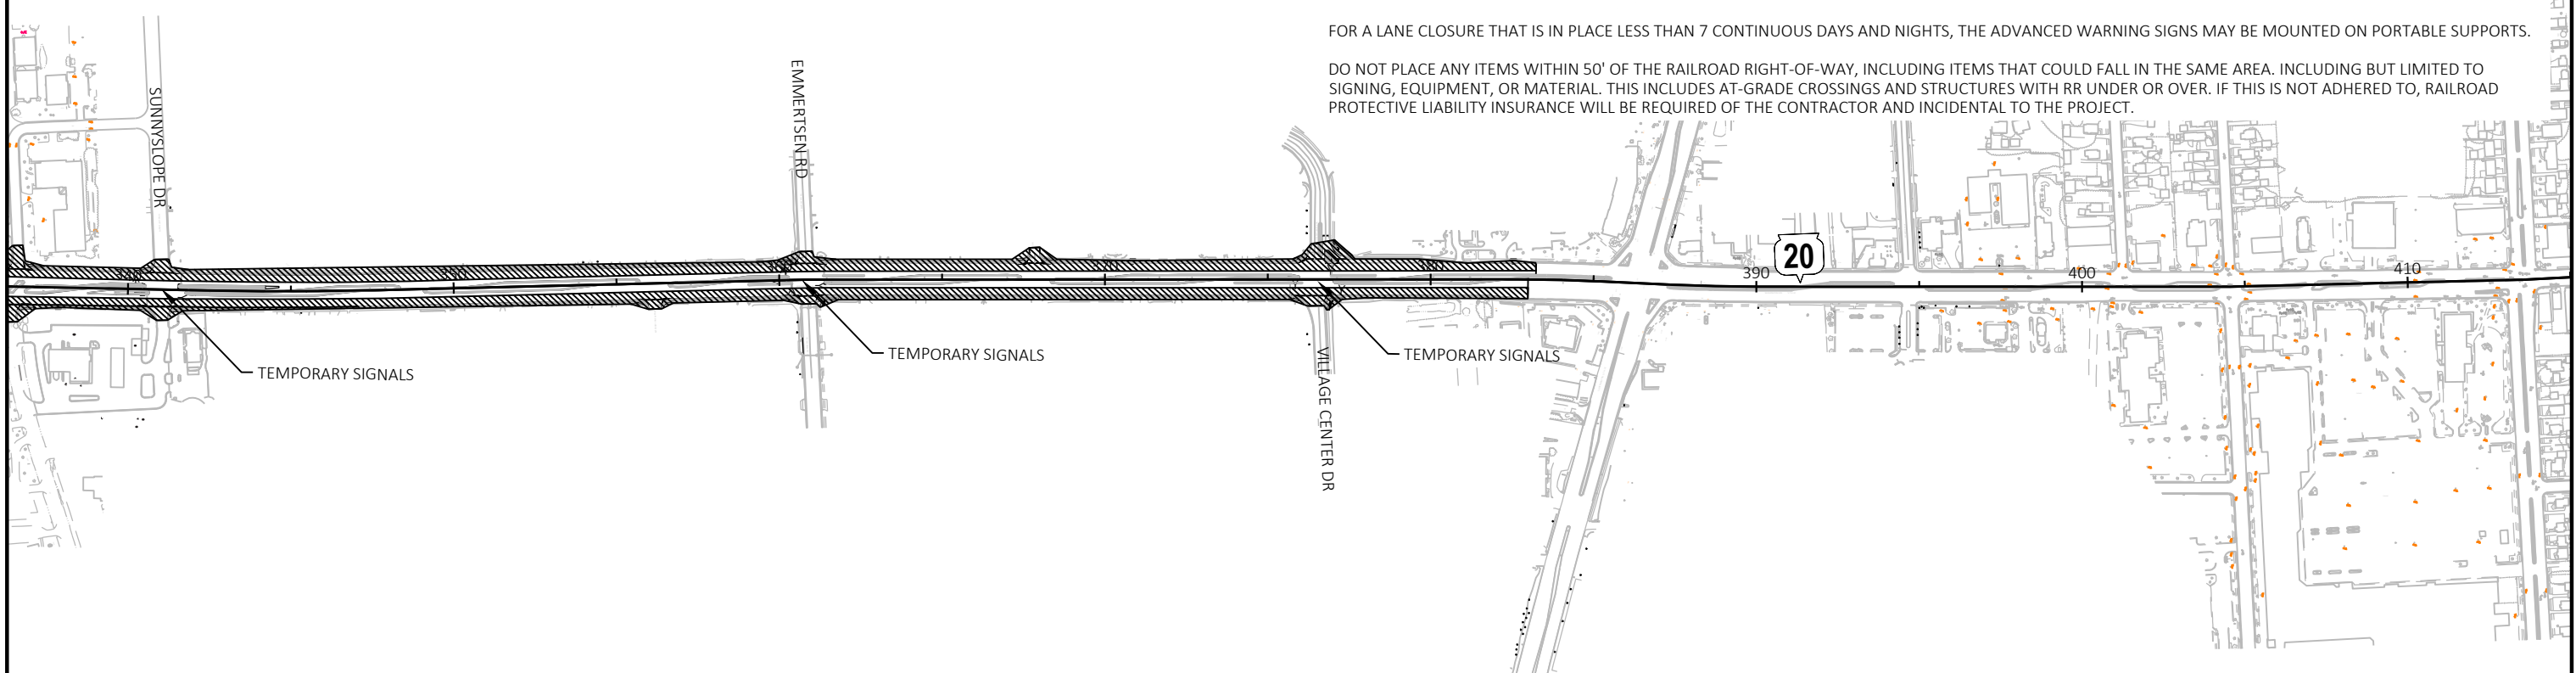 FOR A LANE CLOSURE THAT IS IN PLACE LESS THAN 7 CONTINUOUS DAYS AND NIGHTS, THE ADVANCED WARNING SIGNS MAY BE MOUNTED ON PORTABLE SUPPORTS.
DO NOT PLACE ANY ITEMS WITHIN 50' OF THE RAILROAD RIGHT-OF-WAY, INCLUDING ITEMS THAT COULD FALL IN THE SAME AREA. INCLUDING BUT LIMITED TO
SIGNING, EQUIPMENT, OR MATERIAL. THIS INCLUDES AT-GRADE CROSSINGS AND STRUCTURES WITH RR UNDER OR OVER. IF THIS IS NOT ADHERED TO, RAILROAD
PROTECTIVE LIABILITY INSURANCE WILL BE REQUIRED OF THE CONTRACTOR AND INCIDENTAL TO THE PROJECT.
SUNNYSLOPE DR
EMMERTSEN RD
VILLAGE CENTER DR
340
350
390
20
400
410
TEMPORARY SIGNALS
TEMPORARY SIGNALS
TEMPORARY SIGNALS